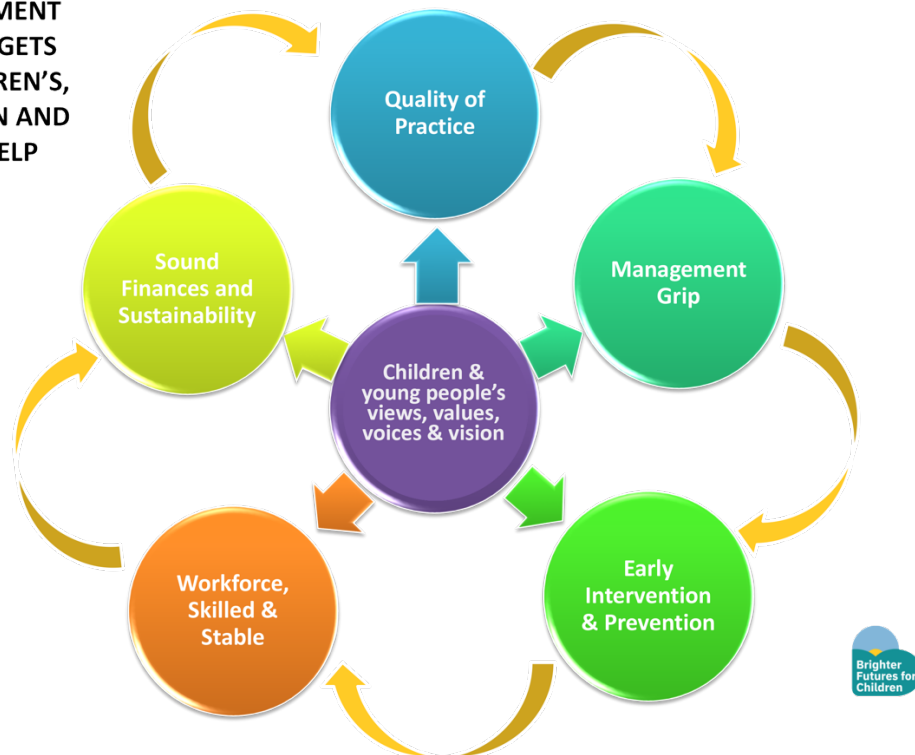 MENT
GETS
REN’S,
N AND
ELP
Quality of
Practice
Sound
Finances and
Sustainability
Management
Grip
Children &
young people’s
views, values,
voices & vision
Workforce,
Skilled &
Stable
Early
Intervention
& Prevention
Brighter
Futures for
Children